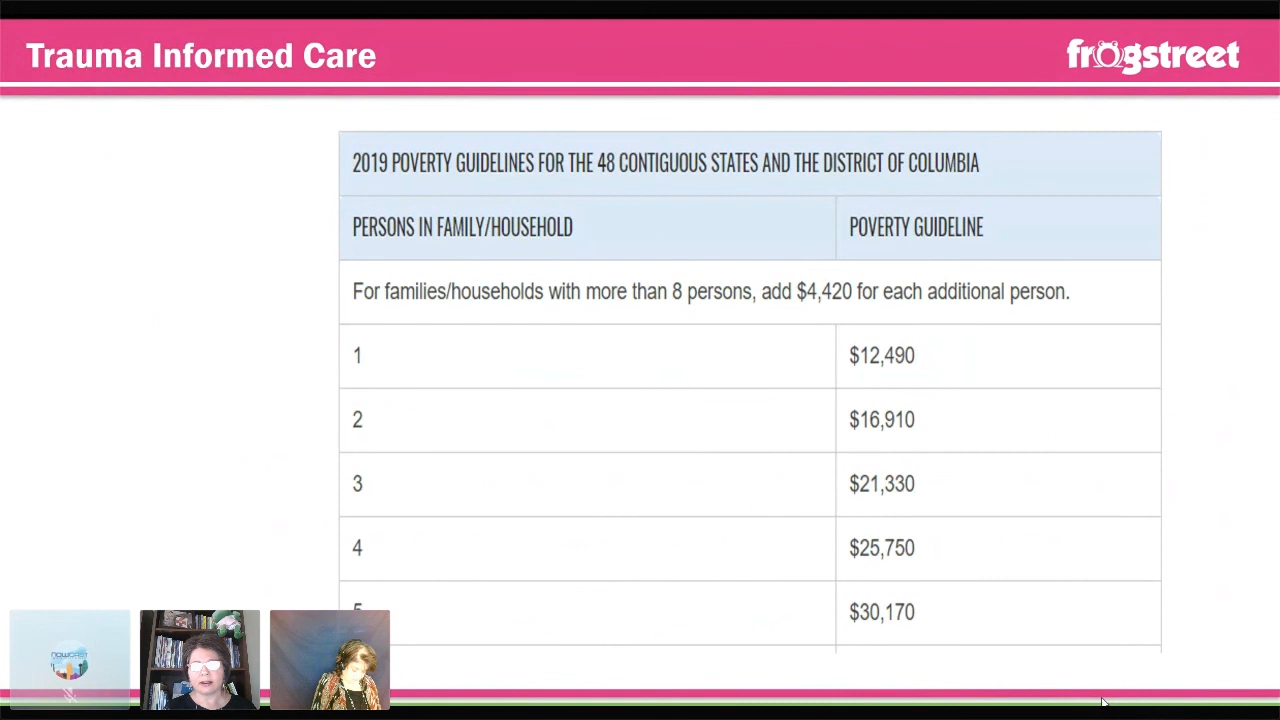 Trauma Informed Care
frogstreet
2019 POVERTY GUIDELINES FOR THE 48 CONTIGUOUS STATES AND THE DISTRICT OF COLUMBIA
PERSONS IN FAMILY/HOUSEHOLD POVERTY GUIDELINE
For families/households with more than 8 persons, add $4,420 for each additional person.
1 $12,490
2 $16,910
3 $21,330
4 $25,750
5 $30,170
NOWCAST